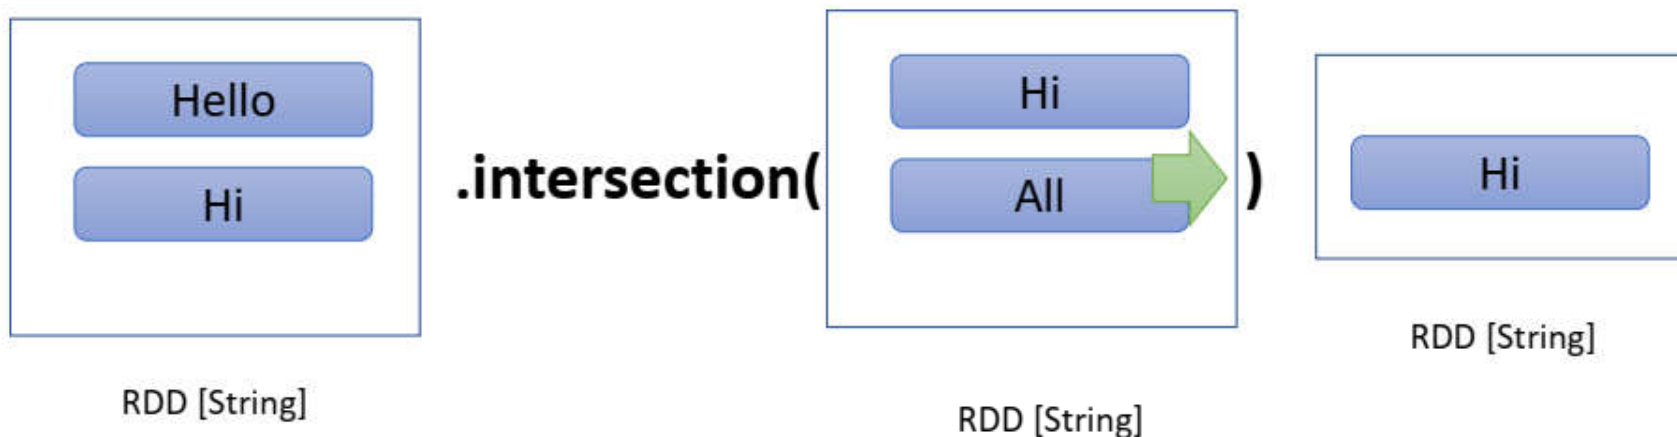 Hello
Hi
RDD [String]
.intersection(
Hi
All
)
RDD [String]
Hi
RDD [String]